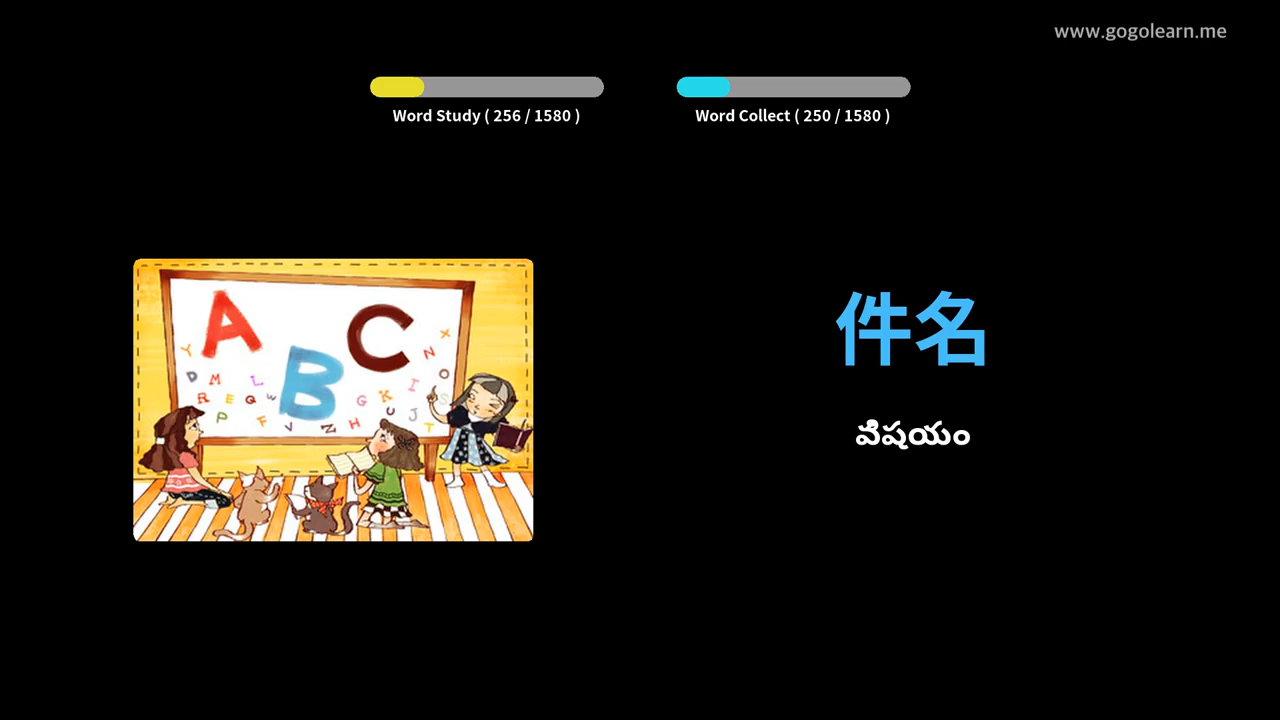 www.gogolearn.me
Word Study ( 256 / 1580 )
Word Collect ( 250 / 1580 )
件名
విషయం
A B C
Y X N
D M L O
R E Q W G K I S
P F V Z H U J T